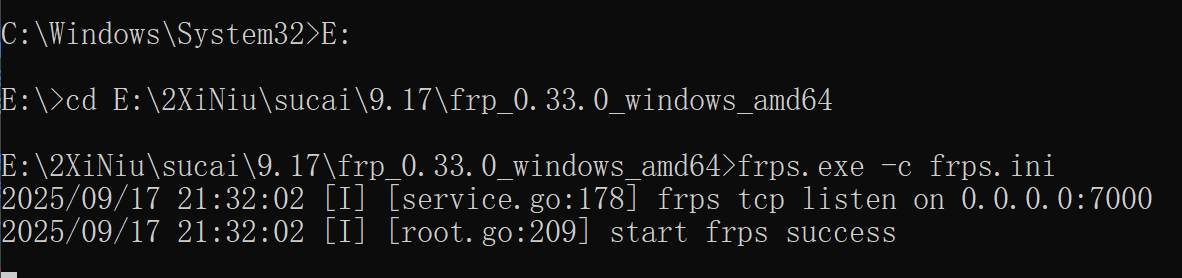 C:\Windows\System32>E:
E:\>cd E:\2XiNiu\sucai\9.17\frp_0.33.0_windows_amd64
E:\2XiNiu\sucai\9.17\frp_0.33.0_windows_amd64>frps.exe -c frps.ini
2025/09/17 21:32:02 [I] [service.go:178] frps tcp listen on 0.0.0.0:7000
2025/09/17 21:32:02 [I] [root.go:209] start frps success